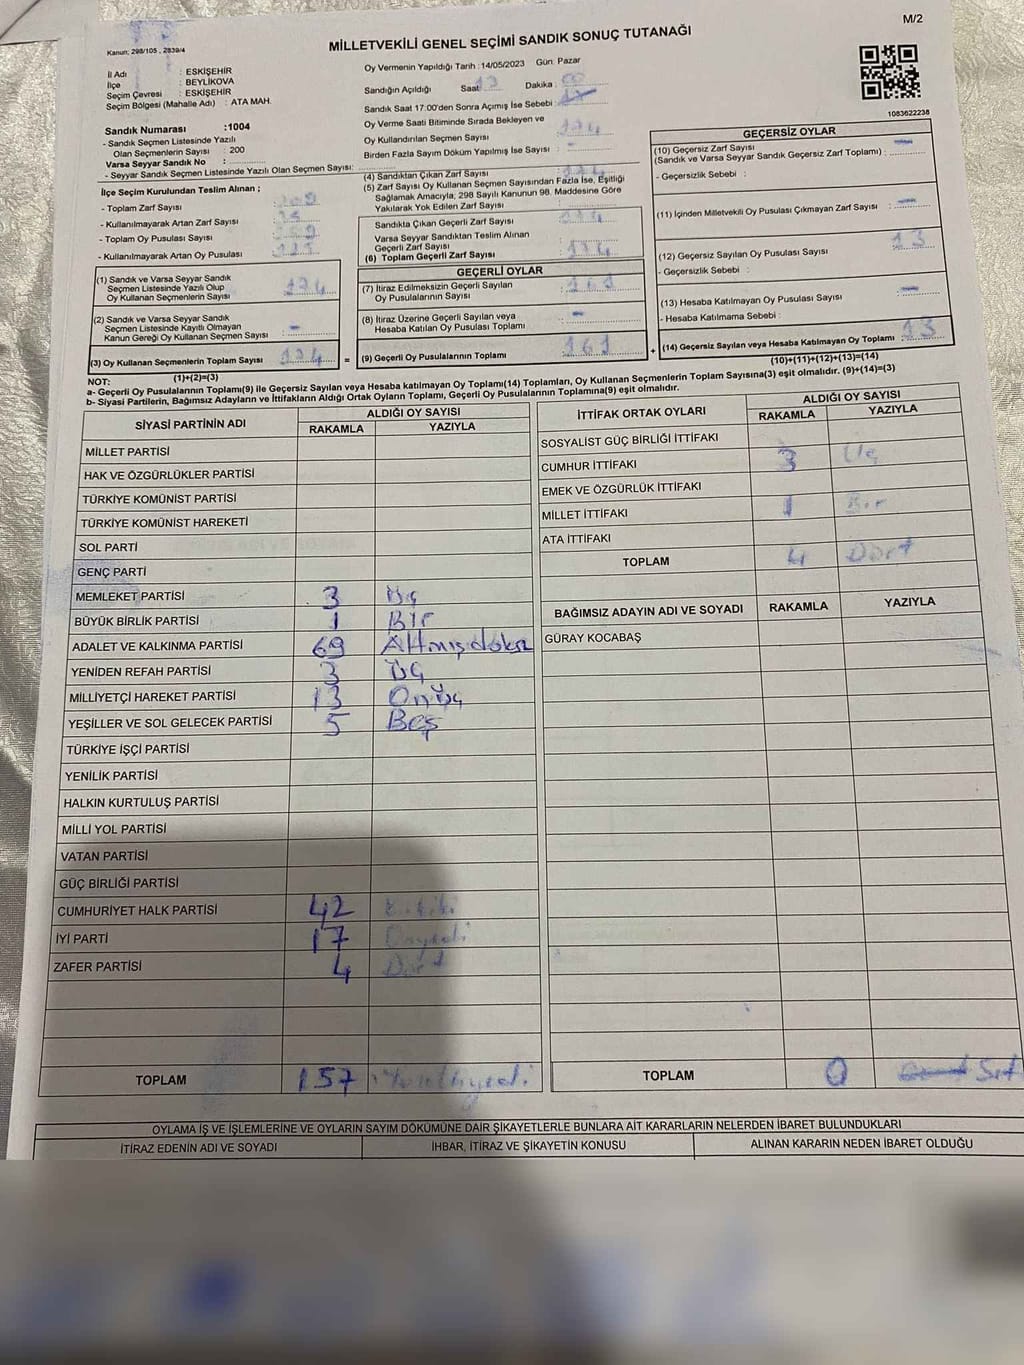 M/2
Kanun: 298/105 , 2839/4
MİLLETVEKİLİ GENEL SEÇİMİ SANDIK SONUÇ TUTANAĞI
İl Adı : ESKİŞEHİR
İlçe : BEYLİKOVA
Seçim Çevresi : ESKİŞEHİR
Seçim Bölgesi (Mahalle Adı) : ATA MAH.
Sandık Numarası :1004
- Sandık Seçmen Listesinde Yazılı
Olan Seçmenlerin Sayısı : 200
Varsa Seyyar Sandık No :
- Seyyar Sandık Seçmen Listesinde Yazılı Olan Seçmen Sayısı:
Oy Vermenin Yapıldığı Tarih :14/05/2023 Gün: Pazar
Sandığın Açıldığı Saat Dakika : 00
Sandık Saat 17:00'den Sonra Açımış İse Sebebi :
Oy Verme Saati Bitiminde Sırada Bekleyen ve
Oy Kullandırılan Seçmen Sayısı
Birden Fazla Sayım Döküm Yapılmış İse Sayısı : -
1083622238
İlçe Seçim Kurulundan Teslim Alınan ;
- Toplam Zarf Sayısı
- Kullanılmayarak Artan Zarf Sayısı
- Toplam Oy Pusulası Sayısı
- Kullanılmayarak Artan Oy Pusulası
(4) Sandıktan Çıkan Zarf Sayısı
(5) Zarf Sayısı Oy Kullanan Seçmen Sayısından Fazla İse, Eşitliği
Sağlamak Amacıyla, 298 Sayılı Kanunun 98. Maddesine Göre
Yakılarak Yok Edilen Zarf Sayısı
Sandıkta Çıkan Geçerli Zarf Sayısı
Varsa Seyyar Sandıktan Teslim Alınan
Geçerli Zarf Sayısı
(6) Toplam Geçerli Zarf Sayısı
GEÇERSİZ OYLAR
(10) Geçersiz Zarf Sayısı
(Sandık ve Varsa Seyyar Sandık Geçersiz Zarf Toplamı) : -
- Geçersizlik Sebebi :
(11) İçinden Milletvekili Oy Pusulası Çıkmayan Zarf Sayısı : -
(12) Geçersiz Sayılan Oy Pusulası Sayısı : 13
- Geçersizlik Sebebi :
(13) Hesaba Katılmayan Oy Pusulası Sayısı : -
- Hesaba Katılmama Sebebi :
(14) Geçersiz Sayılan veya Hesaba Katılmayan Oy Toplamı : 13
(10)+(11)+(12)+(13)=(14)
(1) Sandık ve Varsa Seyyar Sandık
Seçmen Listesinde Yazılı Olup
Oy Kullanan Seçmenlerin Sayısı : 174
(2) Sandık ve Varsa Seyyar Sandık
Seçmen Listesinde Kayıtlı Olmayan
Kanun Gereği Oy Kullanan Seçmen Sayısı : -
(3) Oy Kullanan Seçmenlerin Toplam Sayısı : 174 =
(1)+(2)=(3)
GEÇERLİ OYLAR
(7) İtiraz Edilmeksizin Geçerli Sayılan
Oy Pusulalarının Sayısı : 161
(8) İtiraz Üzerine Geçerli Sayılan veya
Hesaba Katılan Oy Pusulası Toplamı : -
(9) Geçerli Oy Pusulalarının Toplamı : 161 +
NOT:
a- Geçerli Oy Pusulalarının Toplamı(9) ile Geçersiz Sayılan veya Hesaba katılmayan Oy Toplamı(14) Toplamları, Oy Kullanan Seçmenlerin Toplam Sayısına(3) eşit olmalıdır. (9)+(14)=(3)
b- Siyasi Partilerin, Bağımsız Adayların ve İttifakların Aldığı Ortak Oyların Toplamı, Geçerli Oy Pusulalarının Toplamına(9) eşit olmalıdır.
SİYASİ PARTİNİN ADI ALDIĞI OY SAYISI
RAKAMLA YAZIYLA
MİLLET PARTİSİ
HAK VE ÖZGÜRLÜKLER PARTİSİ
TÜRKİYE KOMÜNİST PARTİSİ
TÜRKİYE KOMÜNİST HAREKETİ
SOL PARTİ
GENÇ PARTİ
MEMLEKET PARTİSİ 3 Üç
BÜYÜK BİRLİK PARTİSİ 1 Bir
ADALET VE KALKINMA PARTİSİ 69 Altmışdokuz
YENİDEN REFAH PARTİSİ 3 Üç
MİLLİYETÇİ HAREKET PARTİSİ 13 Onüç
YEŞİLLER VE SOL GELECEK PARTİSİ 5 Beş
TÜRKİYE İŞÇİ PARTİSİ
YENİLİK PARTİSİ
HALKIN KURTULUŞ PARTİSİ
MİLLİ YOL PARTİSİ
VATAN PARTİSİ
GÜÇ BİRLİĞİ PARTİSİ
CUMHURİYET HALK PARTİSİ 42
İYİ PARTİ 17 Onyedi
ZAFER PARTİSİ 4 Dört
TOPLAM 157
İTTİFAK ORTAK OYLARI ALDIĞI OY SAYISI
RAKAMLA YAZIYLA
SOSYALİST GÜÇ BİRLİĞİ İTTİFAKI
CUMHUR İTTİFAKI 3 Üç
EMEK VE ÖZGÜRLÜK İTTİFAKI
MİLLET İTTİFAKI 1 Bir
ATA İTTİFAKI
TOPLAM 4 Dört
BAĞIMSIZ ADAYIN ADI VE SOYADI RAKAMLA YAZIYLA
GÜRAY KOCABAŞ
TOPLAM 0
OYLAMA İŞ VE İŞLEMLERİNE VE OYLARIN SAYIM DÖKÜMÜNE DAİR ŞİKAYETLERLE BUNLARA AİT KARARLARIN NELERDEN İBARET BULUNDUKLARI
İTİRAZ EDENİN ADI VE SOYADI İHBAR, İTİRAZ VE ŞİKAYETİN KONUSU ALINAN KARARIN NEDEN İBARET OLDUĞU